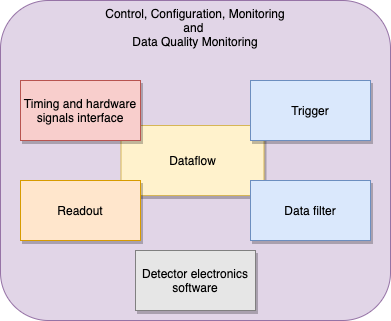 Control, Configuration, Monitoring
and
Data Quality Monitoring
Timing and hardware
signals interface
Trigger
Dataflow
Readout
Data filter
Detector electronics
software